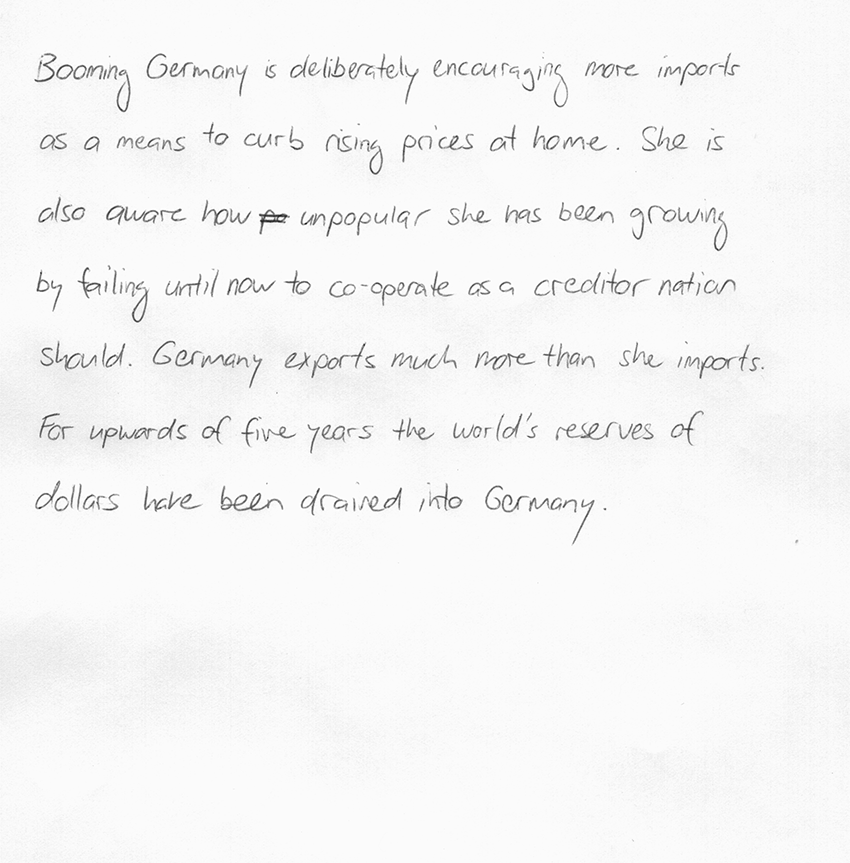 Booming Germany is deliberately encouraging more imports
as a means to curb rising prices at home. She is
also aware how unpopular she has been growing
by failing until now to co-operate as a creditor nation
should. Germany exports much more than she imports.
For upwards of five years the world's reserves of
dollars have been drained into Germany.